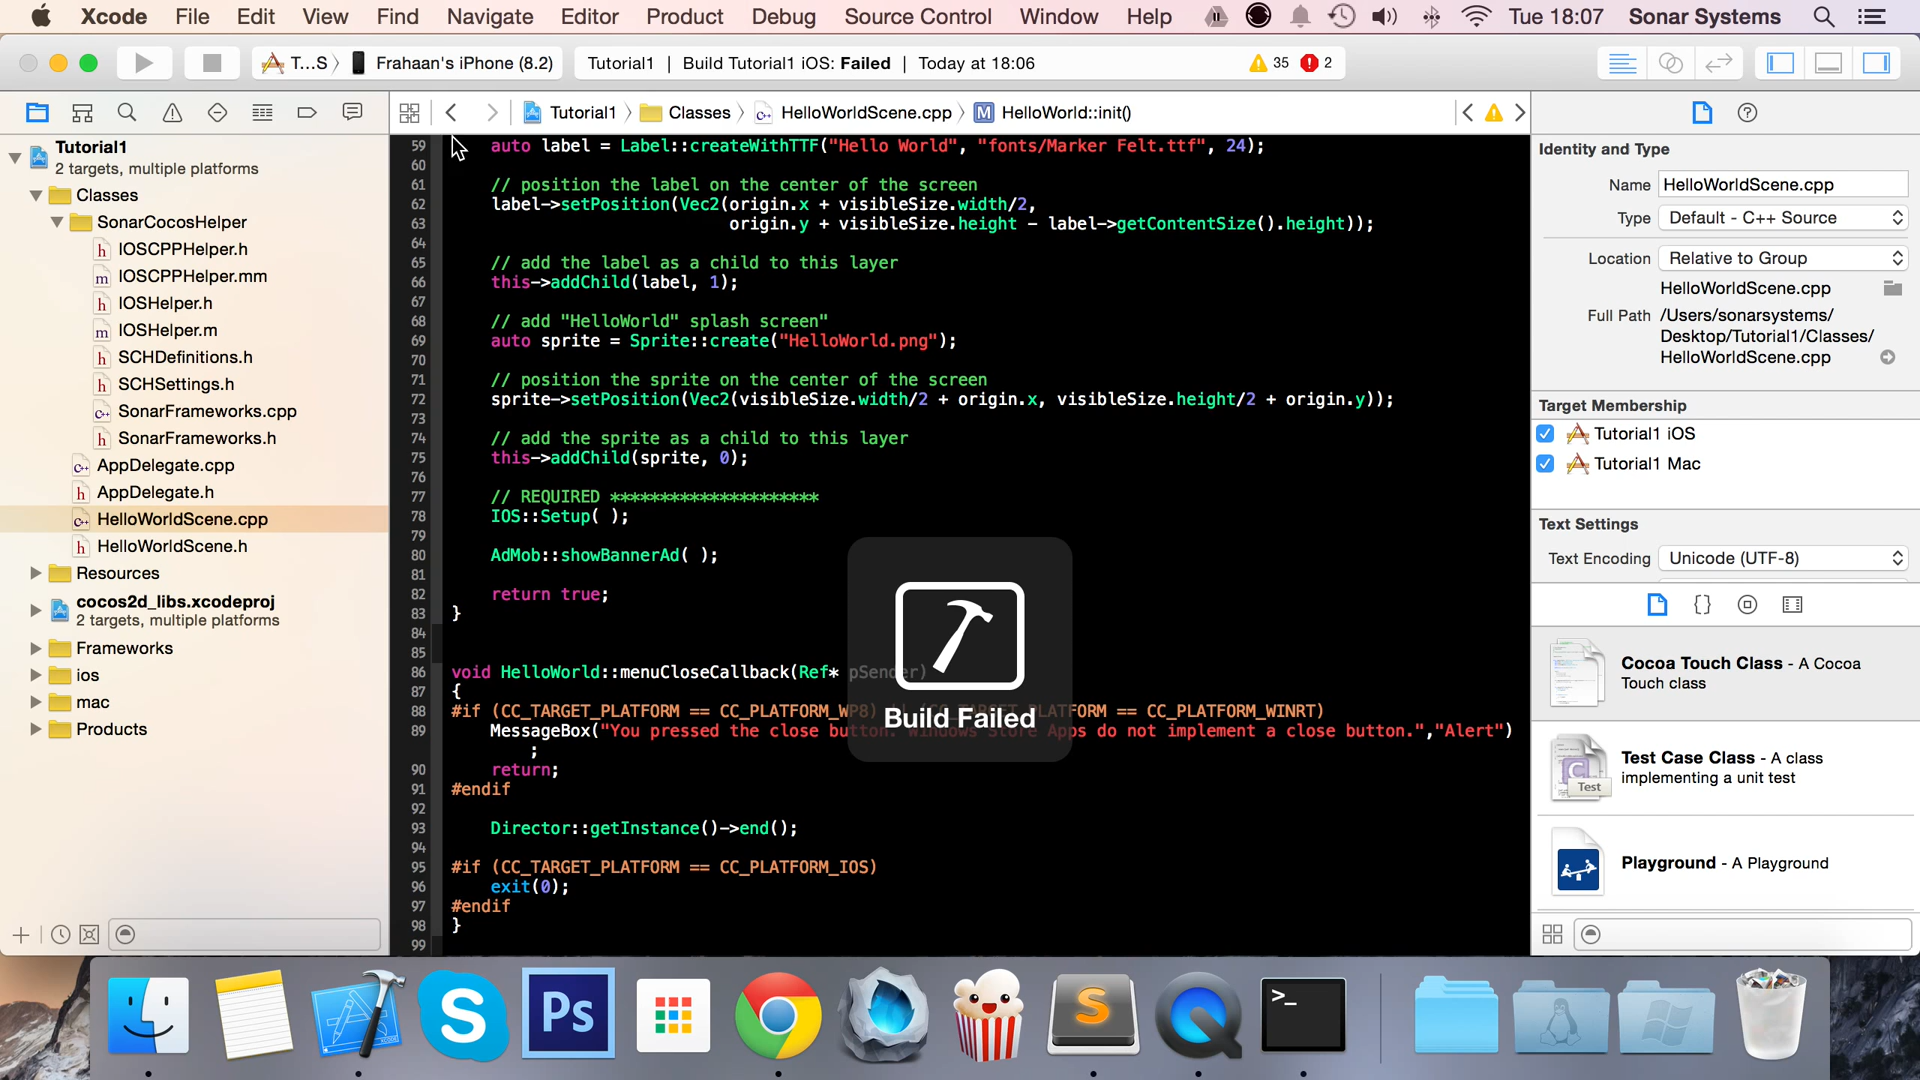 Xcode File Edit View Find Navigate Editor Product Debug Source Control Window Help Tue 18:07 Sonar Systems
T...S Frahaan's iPhone (8.2) Tutorial1 | Build Tutorial1 iOS: Failed | Today at 18:06 35 2
Tutorial1 Classes HelloWorldScene.cpp M HelloWorld::init()
Tutorial1
2 targets, multiple platforms
Classes
SonarCocosHelper
h IOSCPPHelper.h
m IOSCPPHelper.mm
h IOSHelper.h
m IOSHelper.m
h SCHDefinitions.h
h SCHSettings.h
c++ SonarFrameworks.cpp
h SonarFrameworks.h
c++ AppDelegate.cpp
h AppDelegate.h
c++ HelloWorldScene.cpp
h HelloWorldScene.h
Resources
cocos2d_libs.xcodeproj
2 targets, multiple platforms
Frameworks
ios
mac
Products
59 auto label = Label::createWithTTF("Hello World", "fonts/Marker Felt.ttf", 24);
60
61 // position the label on the center of the screen
62 label->setPosition(Vec2(origin.x + visibleSize.width/2,
63 origin.y + visibleSize.height - label->getContentSize().height));
64
65 // add the label as a child to this layer
66 this->addChild(label, 1);
67
68 // add "HelloWorld" splash screen"
69 auto sprite = Sprite::create("HelloWorld.png");
70
71 // position the sprite on the center of the screen
72 sprite->setPosition(Vec2(visibleSize.width/2 + origin.x, visibleSize.height/2 + origin.y));
73
74 // add the sprite as a child to this layer
75 this->addChild(sprite, 0);
76
77 // REQUIRED *********************
78 IOS::Setup( );
79
80 AdMob::showBannerAd( );
81
82 return true;
83 }
84
85
86 void HelloWorld::menuCloseCallback(Ref* pSender)
87 {
88 #if (CC_TARGET_PLATFORM == CC_PLATFORM_WP8) || (CC_TARGET_PLATFORM == CC_PLATFORM_WINRT)
89 MessageBox("You pressed the close button. Windows Store Apps do not implement a close button.","Alert")
;
90 return;
91 #endif
92
93 Director::getInstance()->end();
94
95 #if (CC_TARGET_PLATFORM == CC_PLATFORM_IOS)
96 exit(0);
97 #endif
98 }
99
Build Failed
Identity and Type
Name HelloWorldScene.cpp
Type Default - C++ Source
Location Relative to Group
HelloWorldScene.cpp
Full Path /Users/sonarsystems/
Desktop/Tutorial1/Classes/
HelloWorldScene.cpp
Target Membership
Tutorial1 iOS
Tutorial1 Mac
Text Settings
Text Encoding Unicode (UTF-8)
{}
Cocoa Touch Class - A Cocoa
Touch class
Test Case Class - A class
implementing a unit test
C
Test
Playground - A Playground
XCODE
S
Ps
S
>_